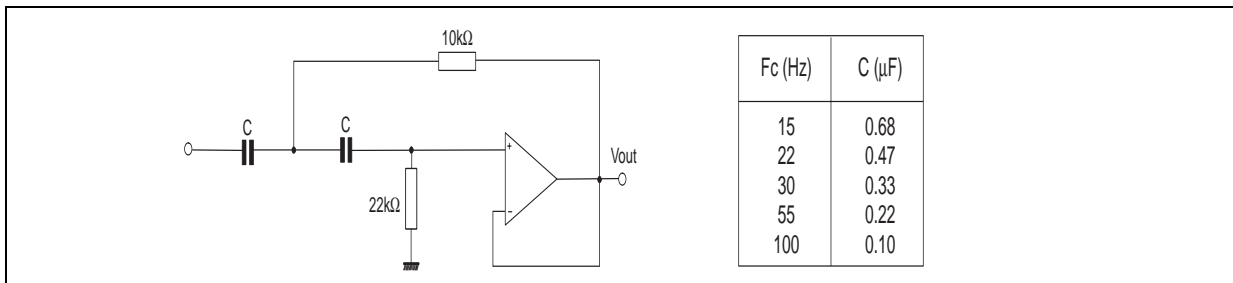 10kΩ
C
C
+
Vout
22kΩ
-
Fc (Hz) C (μF)
15 0.68
22 0.47
30 0.33
55 0.22
100 0.10